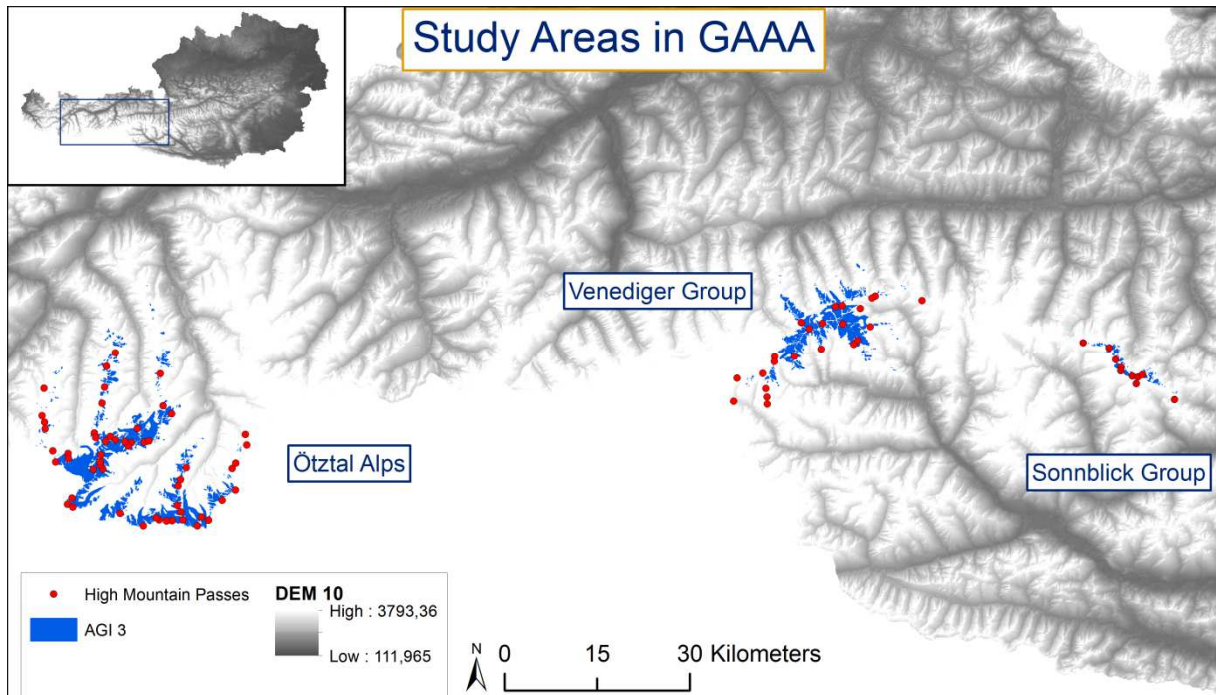 Study Areas in GAAA
Venediger Group
Ötztal Alps
Sonnblick Group
High Mountain Passes
AGI 3
DEM 10
High : 3793,36
Low : 111,965
N
0 15 30 Kilometers